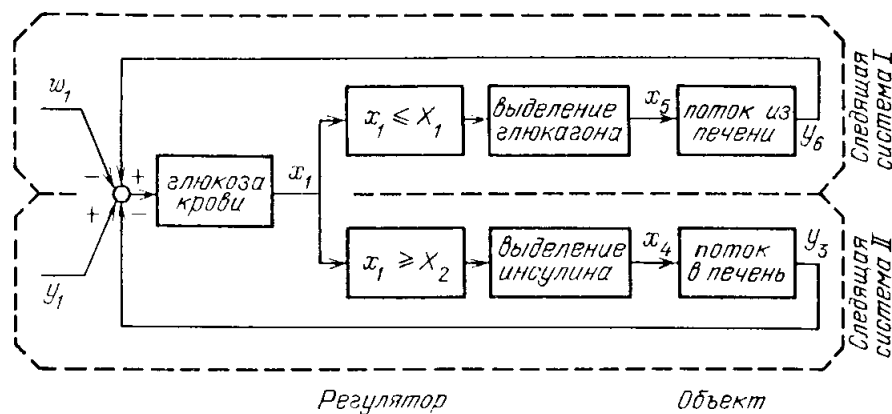 w₁
y₁
− +
+ −
глюкоза
крови
x₁
x₁ ≤ X₁
выделение
глюкагона
x₅
поток из
печени
y₆
Следящая
система I
x₁ ≥ X₂
выделение
инсулина
x₄
поток
в печень
y₃
Следящая
система II
Регулятор
Объект